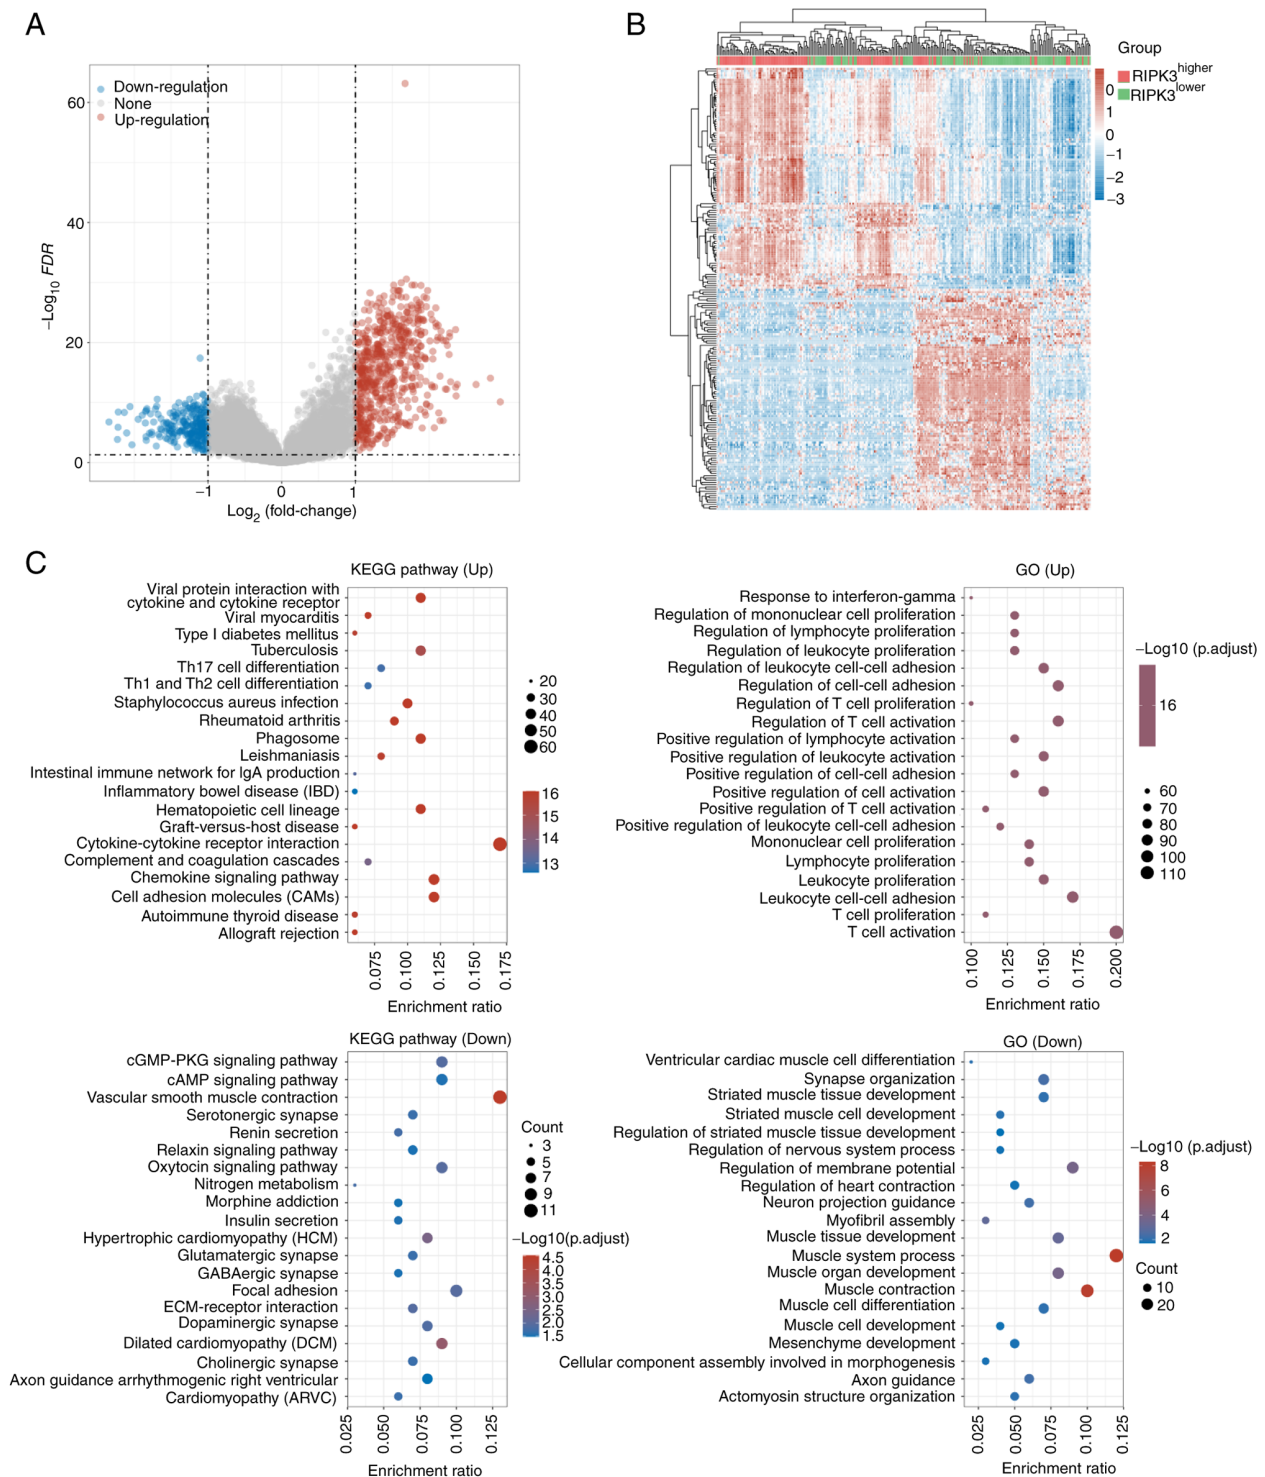 A
Down-regulation
None
Up-regulation
60
40
20
0
−Log10 FDR
−1
0
1
Log2 (fold-change)
B
Group
RIPK3higher
RIPK3lower
0
1
0
−1
−2
−3
C
KEGG pathway (Up)
Viral protein interaction with
cytokine and cytokine receptor
Viral myocarditis
Type I diabetes mellitus
Tuberculosis
Th17 cell differentiation
Th1 and Th2 cell differentiation
Staphylococcus aureus infection
Rheumatoid arthritis
Phagosome
Leishmaniasis
Intestinal immune network for IgA production
Inflammatory bowel disease (IBD)
Hematopoietic cell lineage
Graft-versus-host disease
Cytokine-cytokine receptor interaction
Complement and coagulation cascades
Chemokine signaling pathway
Cell adhesion molecules (CAMs)
Autoimmune thyroid disease
Allograft rejection
0.075
0.100
0.125
0.150
0.175
Enrichment ratio
20
30
40
50
60
16
15
14
13
GO (Up)
Response to interferon-gamma
Regulation of mononuclear cell proliferation
Regulation of lymphocyte proliferation
Regulation of leukocyte proliferation
Regulation of leukocyte cell-cell adhesion
Regulation of cell-cell adhesion
Regulation of T cell proliferation
Regulation of T cell activation
Positive regulation of lymphocyte activation
Positive regulation of leukocyte activation
Positive regulation of cell-cell adhesion
Positive regulation of cell activation
Positive regulation of T cell activation
Positive regulation of leukocyte cell-cell adhesion
Mononuclear cell proliferation
Lymphocyte proliferation
Leukocyte proliferation
Leukocyte cell-cell adhesion
T cell proliferation
T cell activation
0.100
0.125
0.150
0.175
0.200
Enrichment ratio
−Log10 (p.adjust)
16
60
70
80
90
100
110
KEGG pathway (Down)
cGMP-PKG signaling pathway
cAMP signaling pathway
Vascular smooth muscle contraction
Serotonergic synapse
Renin secretion
Relaxin signaling pathway
Oxytocin signaling pathway
Nitrogen metabolism
Morphine addiction
Insulin secretion
Hypertrophic cardiomyopathy (HCM)
Glutamatergic synapse
GABAergic synapse
Focal adhesion
ECM-receptor interaction
Dopaminergic synapse
Dilated cardiomyopathy (DCM)
Cholinergic synapse
Axon guidance arrhythmogenic right ventricular
Cardiomyopathy (ARVC)
0.025
0.050
0.075
0.100
0.125
Enrichment ratio
Count
3
5
7
9
11
−Log10(p.adjust)
4.5
4.0
3.5
3.0
2.5
2.0
1.5
GO (Down)
Ventricular cardiac muscle cell differentiation
Synapse organization
Striated muscle tissue development
Striated muscle cell development
Regulation of striated muscle tissue development
Regulation of nervous system process
Regulation of membrane potential
Regulation of heart contraction
Neuron projection guidance
Myofibril assembly
Muscle tissue development
Muscle system process
Muscle organ development
Muscle contraction
Muscle cell differentiation
Muscle cell development
Mesenchyme development
Cellular component assembly involved in morphogenesis
Axon guidance
Actomyosin structure organization
0.025
0.050
0.075
0.100
0.125
Enrichment ratio
−Log10 (p.adjust)
8
6
4
2
Count
10
20